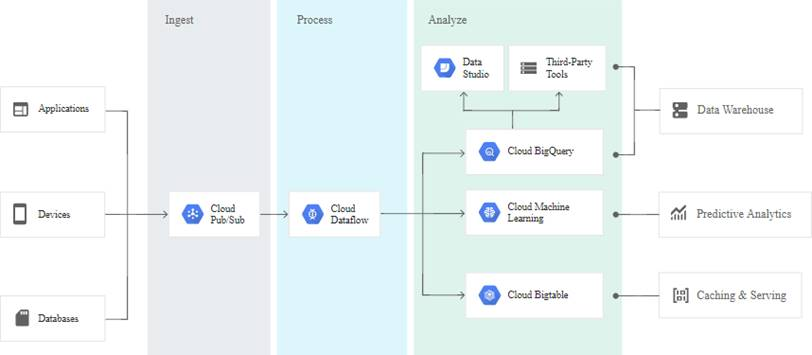 Ingest
Process
Analyze
Data
Studio
Third-Party
Tools
Applications
Data Warehouse
Cloud BigQuery
Devices
Cloud
Pub/Sub
Cloud
Dataflow
Cloud Machine
Learning
Predictive Analytics
Databases
Cloud Bigtable
Caching & Serving